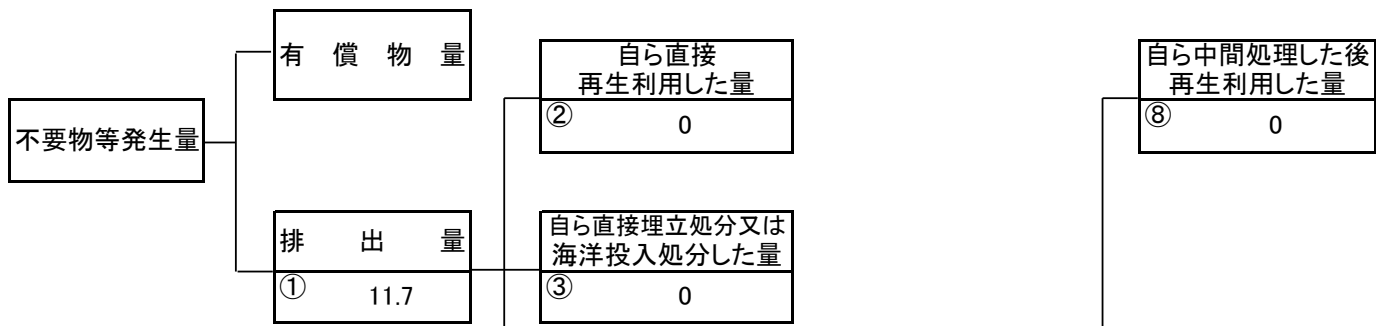 有償物量
自ら直接
再生利用した量
② 0
自ら中間処理した後
再生利用した量
⑧ 0
不要物等発生量
排出量
① 11.7
自ら直接埋立処分又は
海洋投入処分した量
③ 0